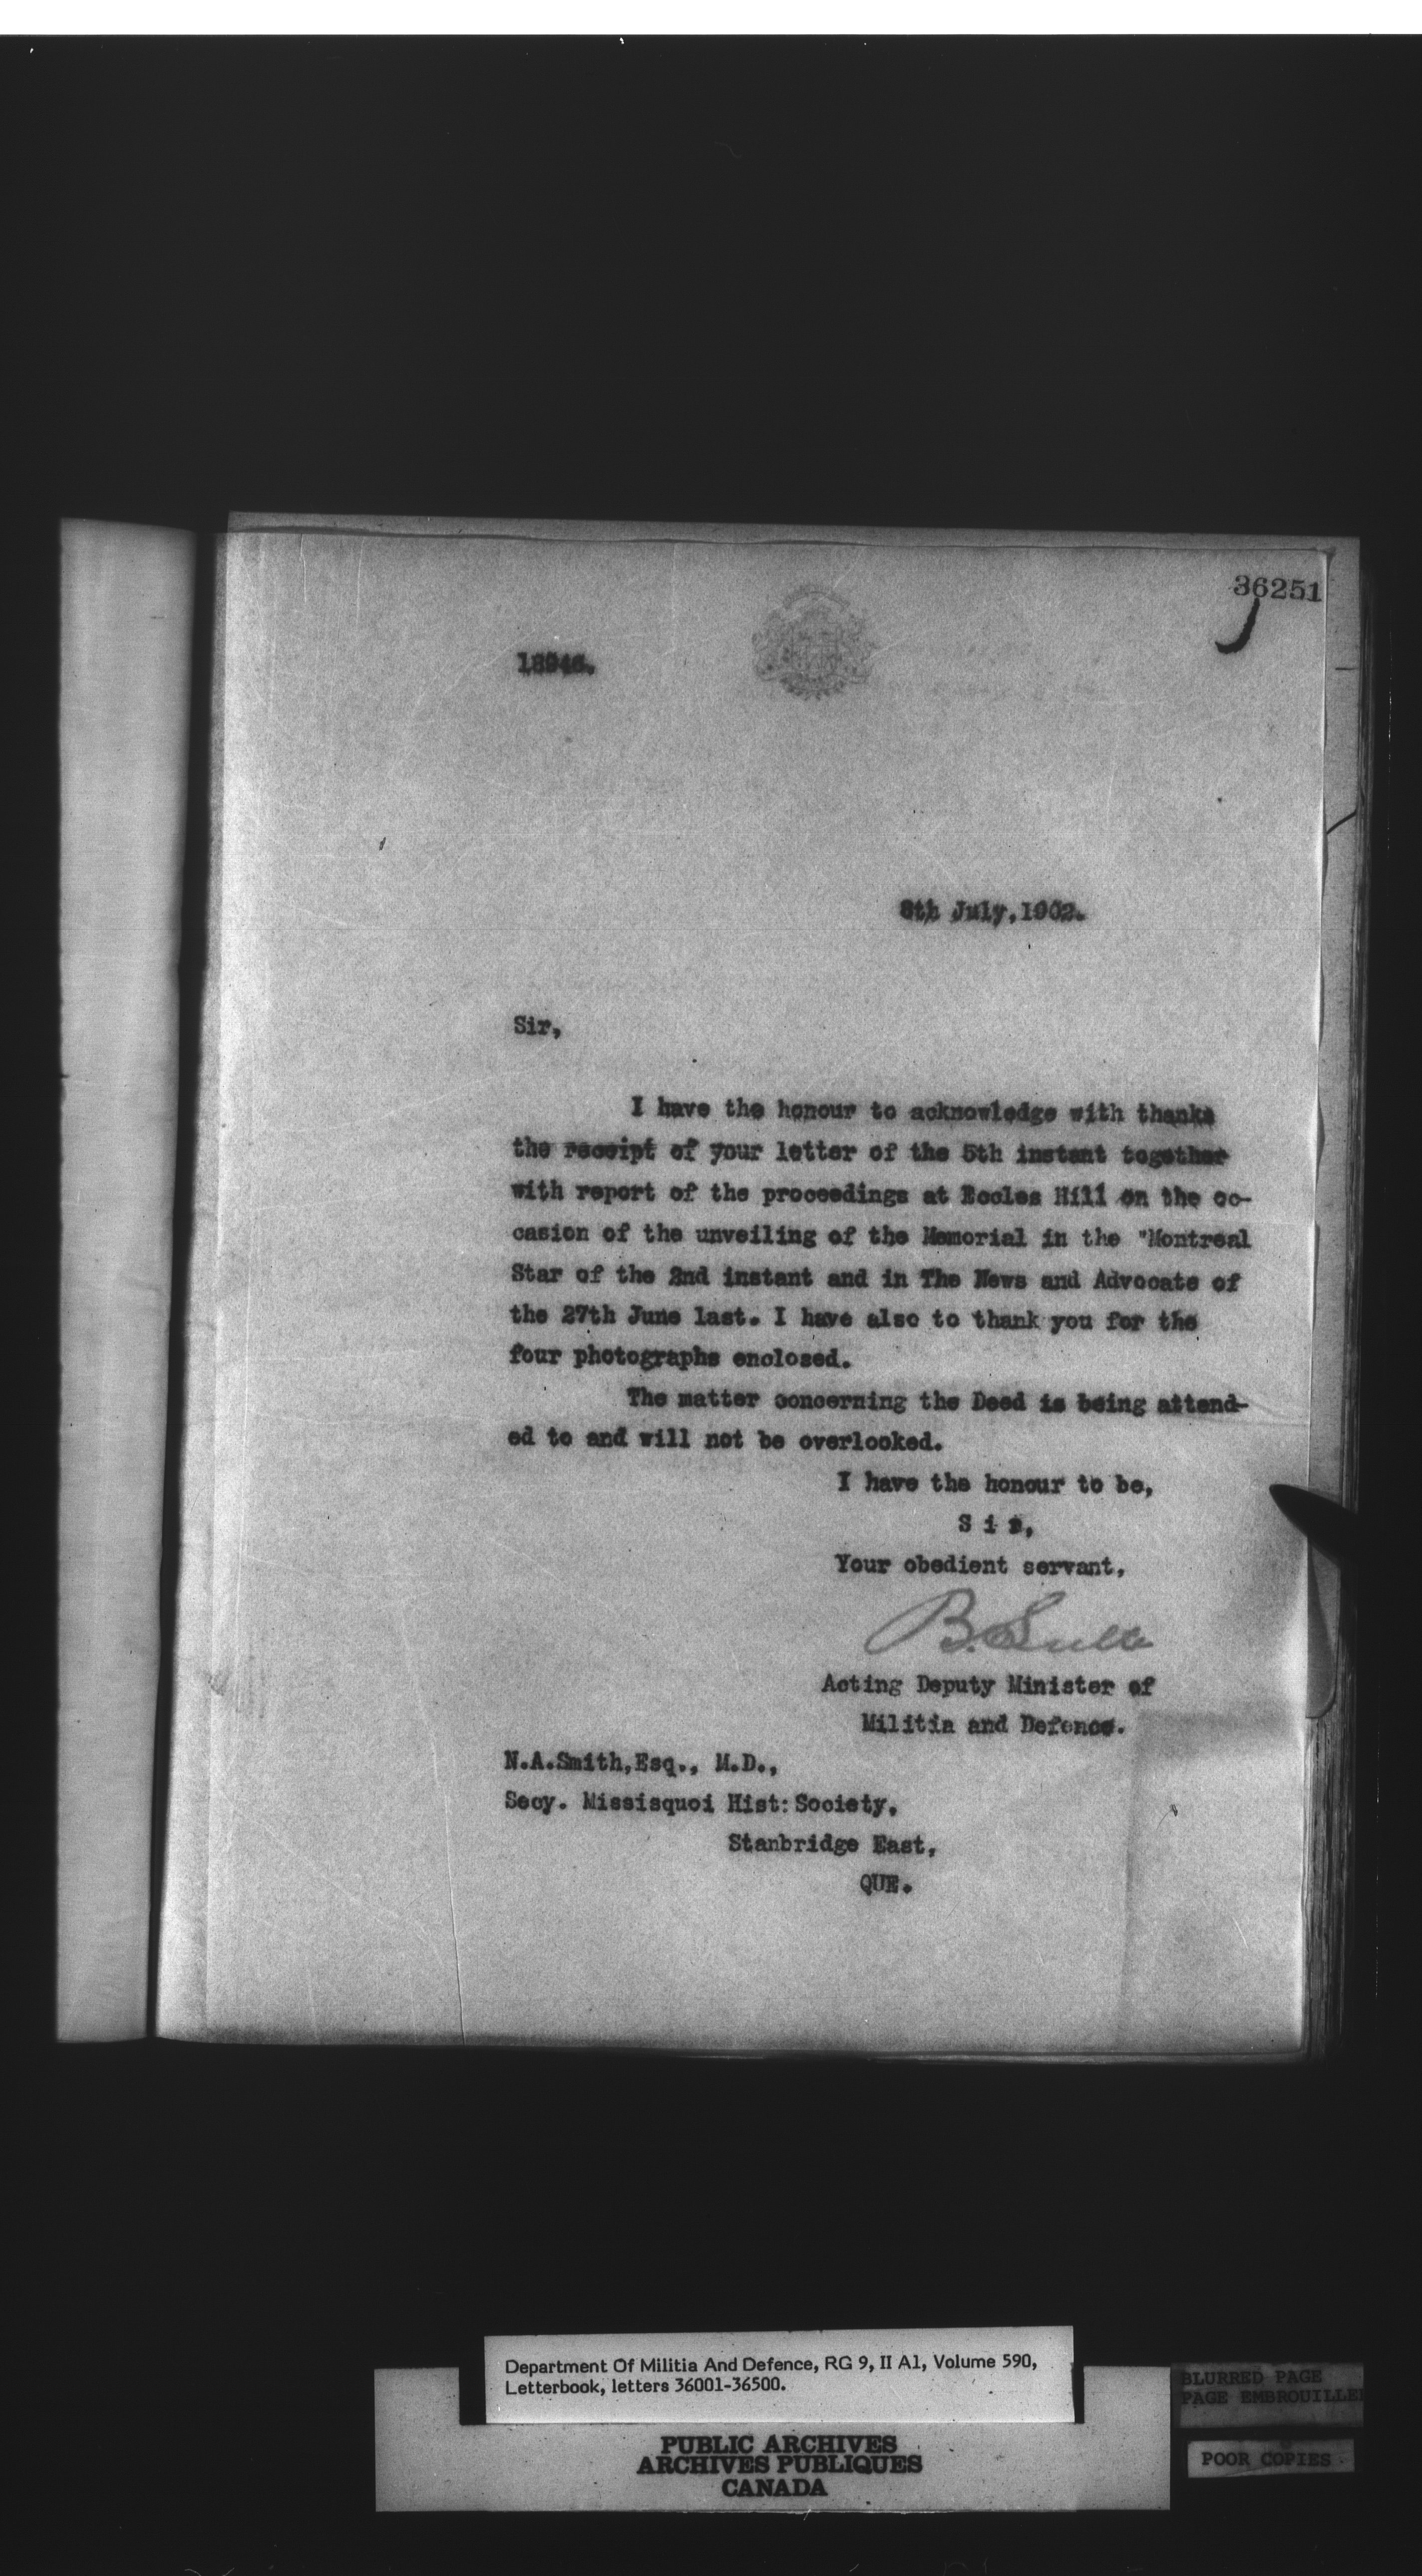 36251
18946.
8th July, 1902.
Sir,
I have the honour to acknowledge with thanks
the receipt of your letter of the 5th instant together
with report of the proceedings at Eccles Hill on the oc-
casion of the unveiling of the Memorial in the "Montreal
Star of the 2nd instant and in The News and Advocate of
the 27th June last. I have also to thank you for the
four photographs enclosed.
The matter concerning the Deed is being attend-
ed to and will not be overlooked.
I have the honour to be,
S i r,
Your obedient servant,
B.
Acting Deputy Minister of
Militia and Defence.
N.A.Smith,Esq., M.D.,
Secy. Missisquoi Hist: Society,
Stanbridge East,
QUE.
Department Of Militia And Defence, RG 9, II A1, Volume 590,
Letterbook, letters 36001-36500.
PUBLIC ARCHIVES
ARCHIVES PUBLIQUES
CANADA
BLURRED PAGE
PAGE EMBROUILLEE
POOR COPIES